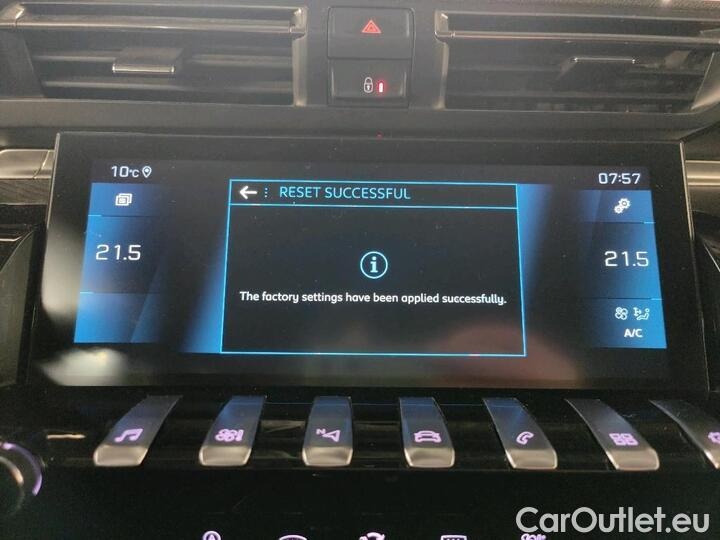 10°C
07:57
RESET SUCCESSFUL
21.5
21.5
The factory settings have been applied successfully.
A/C
N
CarOutlet.eu